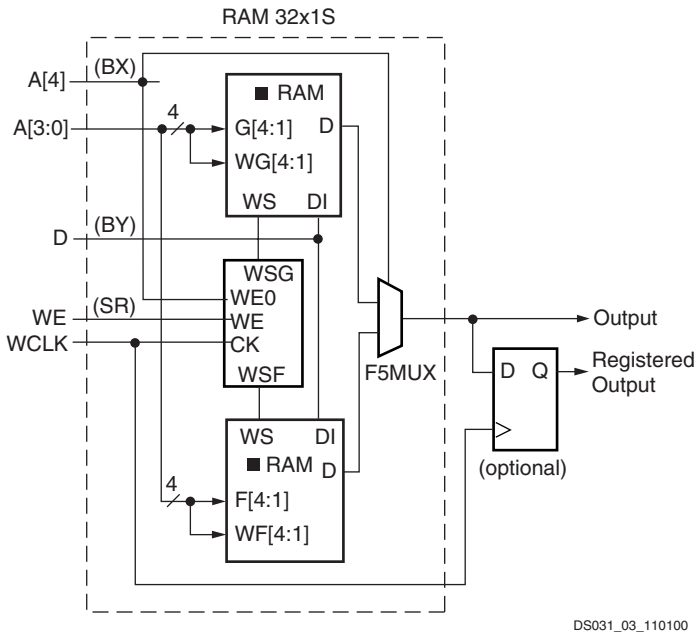 RAM 32x1S
A[4]
(BX)
A[3:0]
4
RAM
G[4:1]
D
WG[4:1]
WS
DI
D
(BY)
WSG
WE0
WE
(SR)
WE
WCLK
CK
WSF
F5MUX
Output
D
Q
Registered
Output
(optional)
WS
DI
RAM
D
4
F[4:1]
WF[4:1]
DS031_03_110100